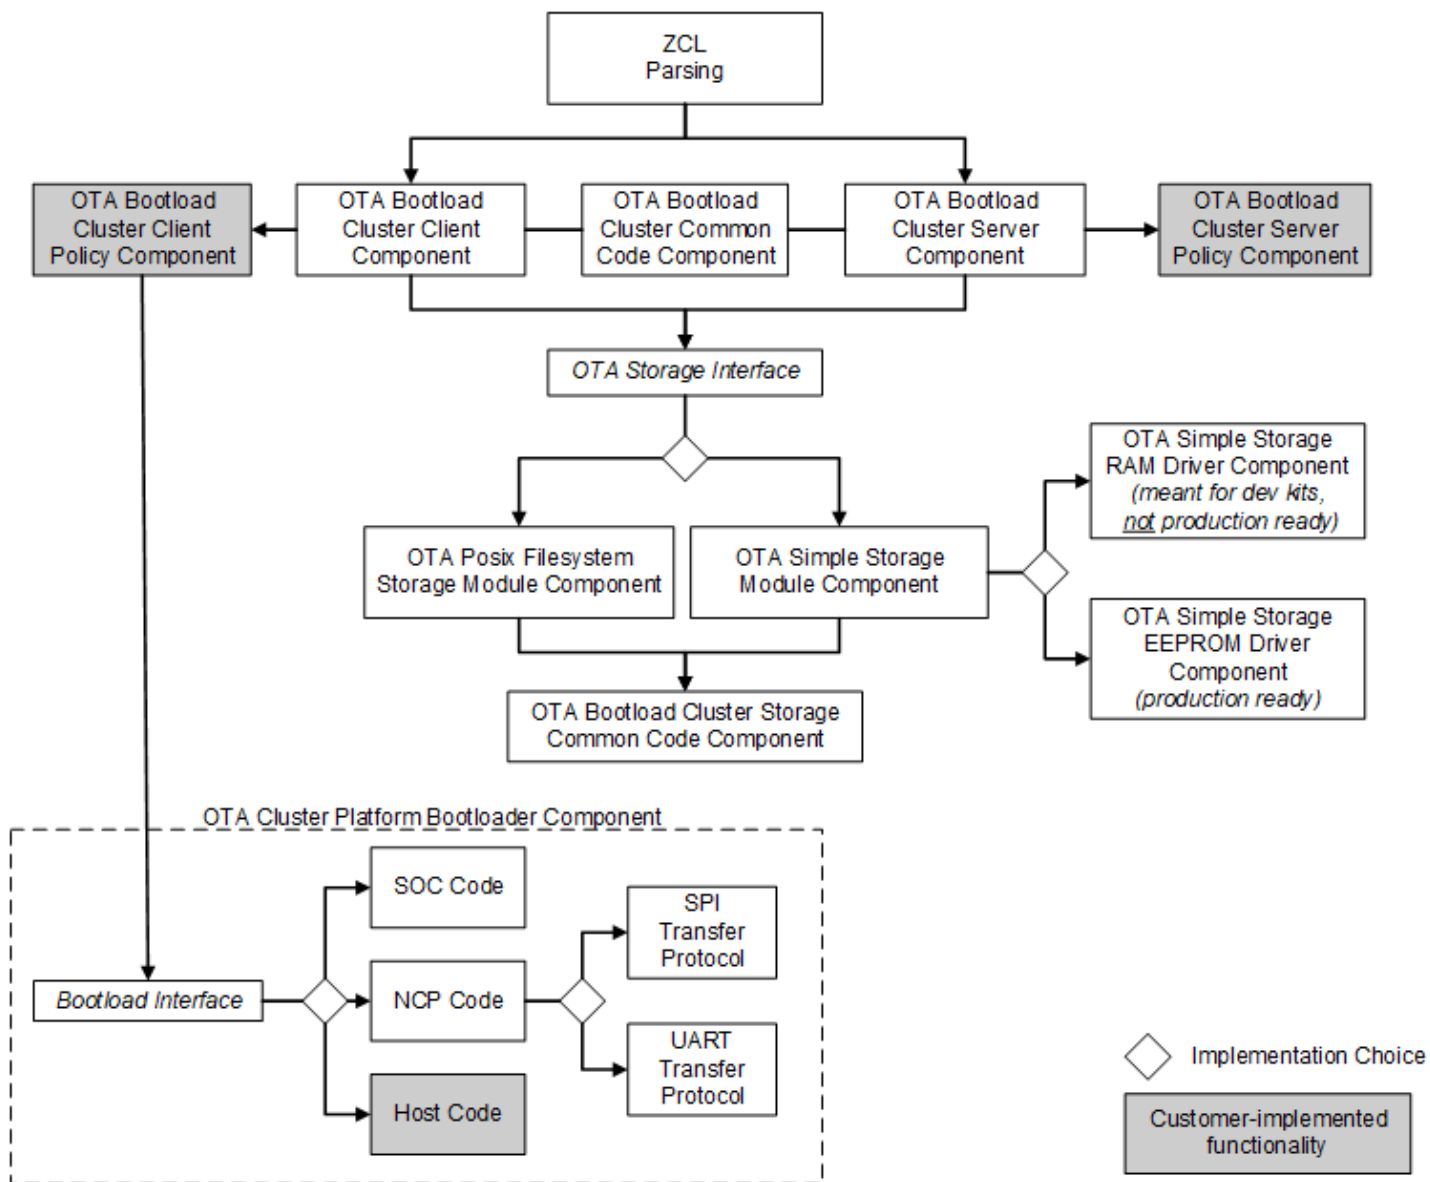 ZCL
Parsing
OTA Bootload
Cluster Client
Policy Component
OTA Bootload
Cluster Client
Component
OTA Bootload
Cluster Common
Code Component
OTA Bootload
Cluster Server
Component
OTA Bootload
Cluster Server
Policy Component
OTA Storage Interface
OTA Simple Storage
RAM Driver Component
(meant for dev kits,
not production ready)
OTA Posix Filesystem
Storage Module Component
OTA Simple Storage
Module Component
OTA Simple Storage
EEPROM Driver
Component
(production ready)
OTA Bootload Cluster Storage
Common Code Component
OTA Cluster Platform Bootloader Component
SOC Code
SPI
Transfer
Protocol
Bootload Interface
NCP Code
UART
Transfer
Protocol
Host Code
Implementation Choice
Customer-implemented
functionality